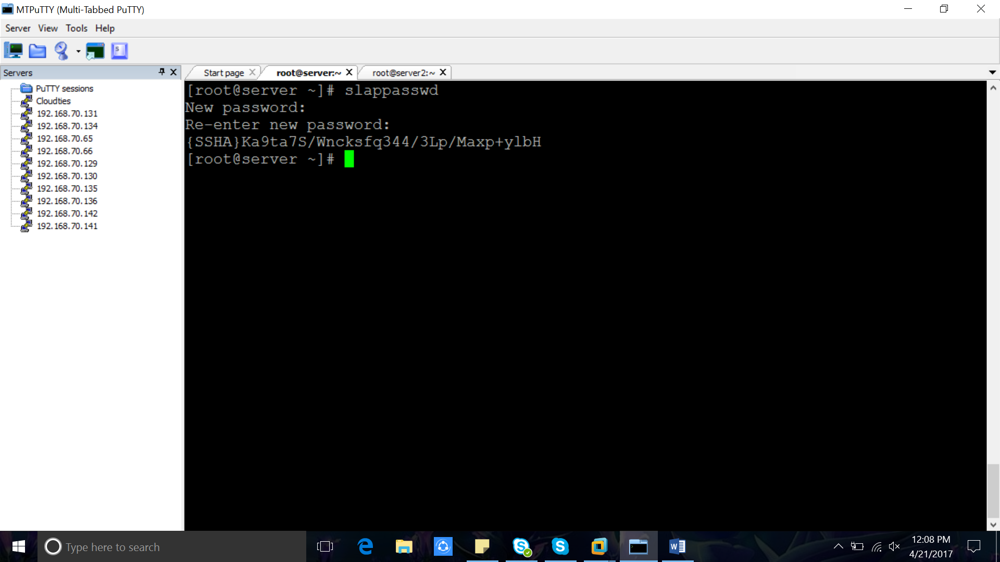 MTPuTTY (Multi-Tabbed PuTTY)
Server View Tools Help
Servers
Start page root@server:~ root@server2:~
PuTTY sessions
Cloudties
192.168.70.131
192.168.70.134
192.168.70.65
192.168.70.66
192.168.70.129
192.168.70.130
192.168.70.135
192.168.70.136
192.168.70.142
192.168.70.141
[root@server ~]# slappasswd
New password:
Re-enter new password:
{SSHA}Ka9ta7S/Wncksfq344/3Lp/Maxp+ylbH
[root@server ~]#
Type here to search
12:08 PM
4/21/2017